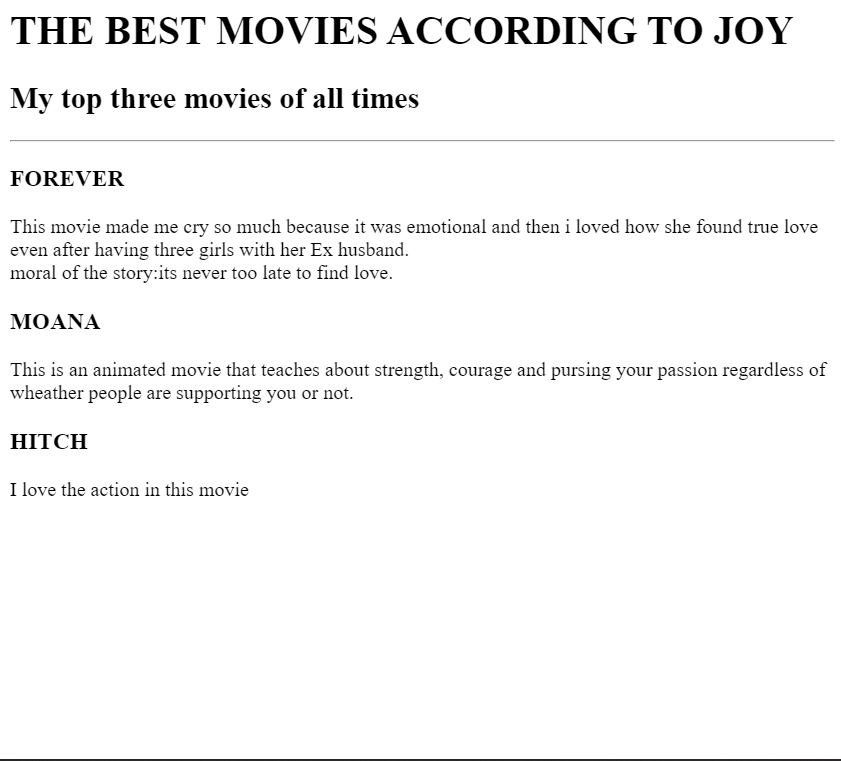 THE BEST MOVIES ACCORDING TO JOY
My top three movies of all times
FOREVER
This movie made me cry so much because it was emotional and then i loved how she found true love
even after having three girls with her Ex husband.
moral of the story:its never too late to find love.
MOANA
This is an animated movie that teaches about strength, courage and pursing your passion regardless of
wheather people are supporting you or not.
HITCH
I love the action in this movie